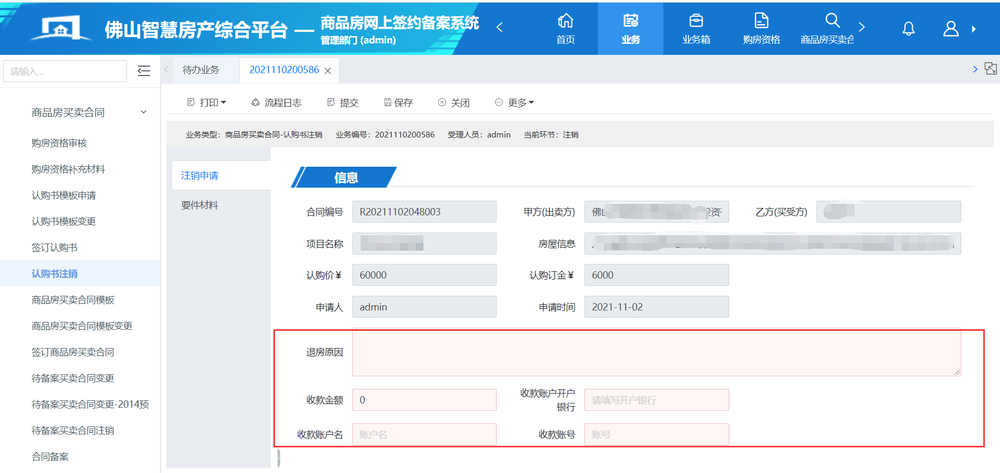 佛山智慧房产综合平台 — 商品房网上签约备案系统
管理部门 (admin)
首页
业务
业务箱
购房资格
商品房买卖合
请输入...
待办业务
2021110200586
商品房买卖合同
购房资格审核
购房资格补充材料
认购书模板申请
认购书模板变更
签订认购书
认购书注销
商品房买卖合同模板
商品房买卖合同模板变更
签订商品房买卖合同
待备案买卖合同变更
待备案买卖合同变更-2014预
待备案买卖合同注销
合同备案
打印 流程日志 提交 保存 关闭 更多
业务类型：商品房买卖合同-认购书注销 业务编号：2021110200586 受理人员：admin 当前环节：注销
注销申请
要件材料
信息
合同编号 R20211102048003 甲方(出卖方) 佛山 投资 乙方(买受方)
项目名称 房屋信息
认购价¥ 60000 认购订金¥ 6000
申请人 admin 申请时间 2021-11-02
退房原因
收款金额 0 收款账户开户
银行 请填写开户银行
收款账户名 账户名 收款账号 账号